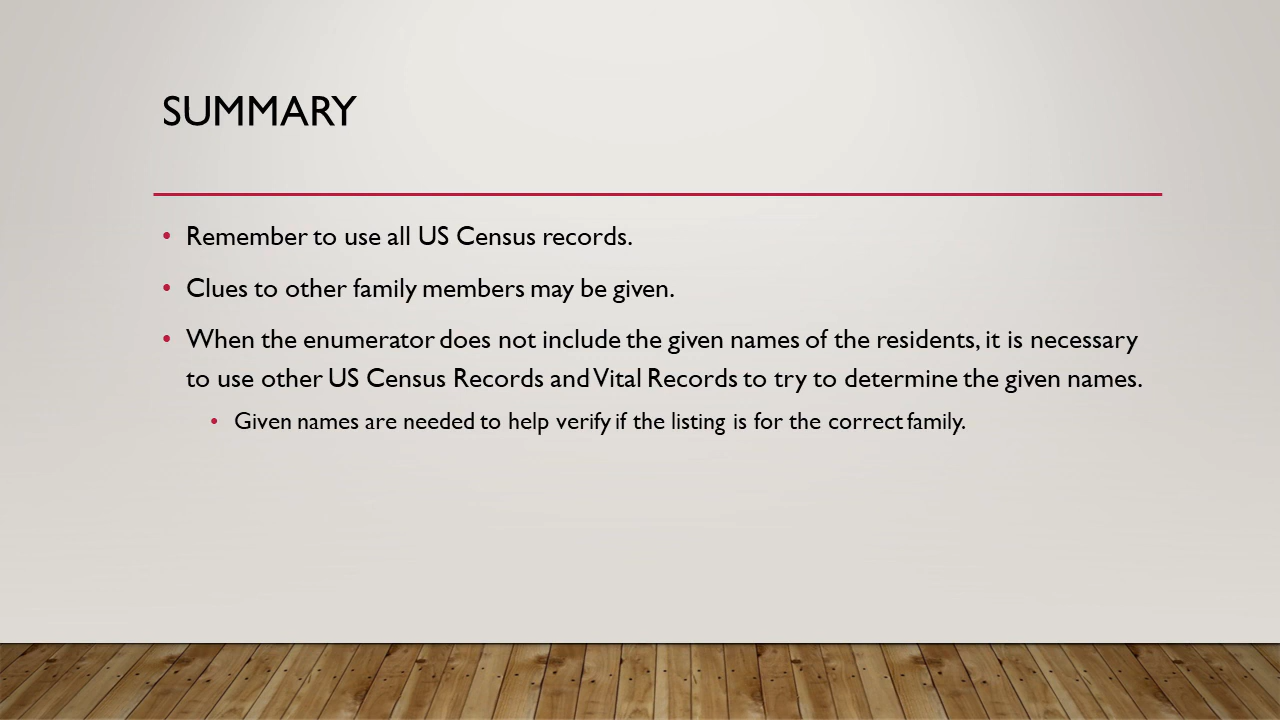 SUMMARY
• Remember to use all US Census records.
• Clues to other family members may be given.
• When the enumerator does not include the given names of the residents, it is necessary
to use other US Census Records and Vital Records to try to determine the given names.
• Given names are needed to help verify if the listing is for the correct family.